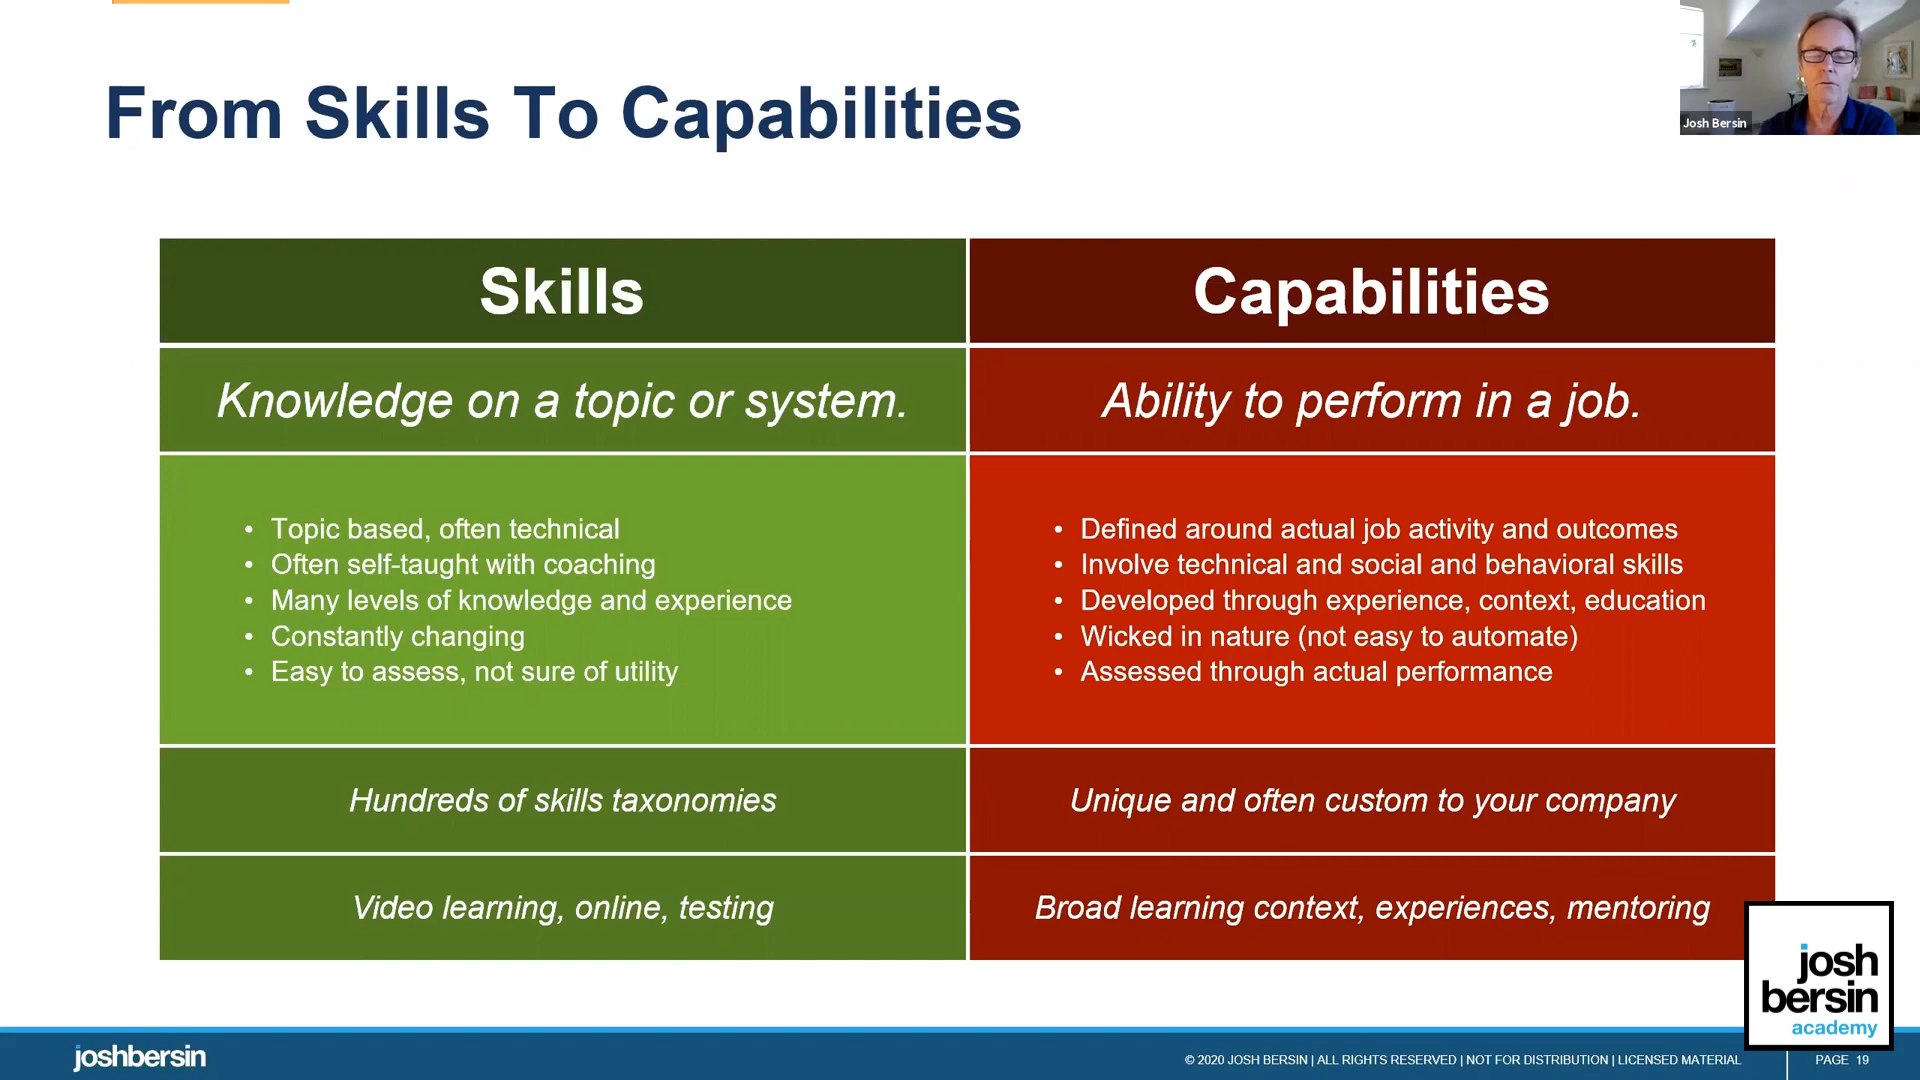 From Skills To Capabilities
Josh Bersin
Skills
Capabilities
Knowledge on a topic or system.
Ability to perform in a job.
• Topic based, often technical
• Often self-taught with coaching
• Many levels of knowledge and experience
• Constantly changing
• Easy to assess, not sure of utility
• Defined around actual job activity and outcomes
• Involve technical and social and behavioral skills
• Developed through experience, context, education
• Wicked in nature (not easy to automate)
• Assessed through actual performance
Hundreds of skills taxonomies
Unique and often custom to your company
Video learning, online, testing
Broad learning context, experiences, mentoring
josh
bersin
academy
joshbersin
© 2020 JOSH BERSIN | ALL RIGHTS RESERVED | NOT FOR DISTRIBUTION | LICENSED MATERIAL
PAGE 19